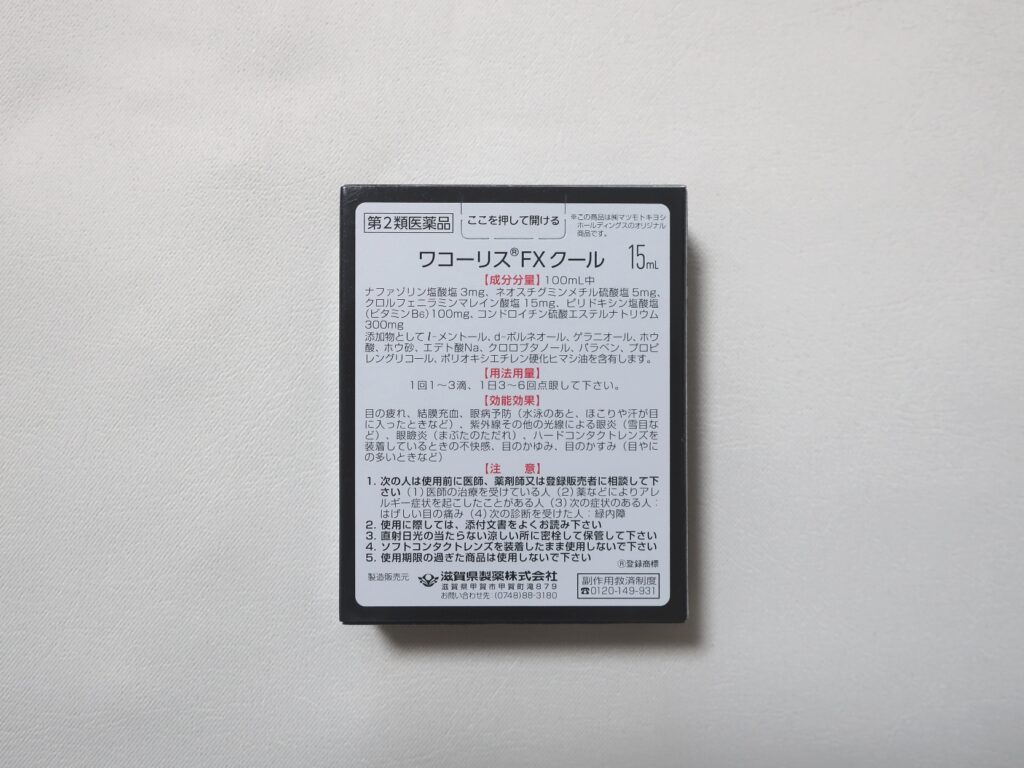 第2類医薬品
ここを押して開ける
※この商品は㈱マツモトキヨシ
ホールディングスのオリジナル
商品です。
ワコーリス®FXクール 15mL
【成分分量】100mL中
ナファゾリン塩酸塩3mg、ネオスチグミンメチル硫酸塩5mg、
クロルフェニラミンマレイン酸塩15mg、ピリドキシン塩酸塩
(ビタミンB6)100mg、コンドロイチン硫酸エステルナトリウム
300mg
添加物としてl-メントール、d-ボルネオール、ゲラニオール、ホウ
酸、ホウ砂、エデト酸Na、クロロブタノール、パラベン、プロピ
レングリコール、ポリオキシエチレン硬化ヒマシ油を含有します。
【用法用量】
1回1〜3滴、1日3〜6回点眼して下さい。
【効能効果】
目の疲れ、結膜充血、眼病予防(水泳のあと、ほこりや汗が目
に入ったときなど)、紫外線その他の光線による眼炎(雪目な
ど)、眼瞼炎(まぶたのただれ)、ハードコンタクトレンズを
装着しているときの不快感、目のかゆみ、目のかすみ(目やに
の多いときなど)
【注 意】
1. 次の人は使用前に医師、薬剤師又は登録販売者に相談して下
さい(1)医師の治療を受けている人(2)薬などによりアレ
ルギー症状を起こしたことがある人(3)次の症状のある人:
はげしい目の痛み(4)次の診断を受けた人:緑内障
2. 使用に際しては、添付文書をよくお読み下さい
3. 直射日光の当たらない涼しい所に密栓して保管して下さい
4. ソフトコンタクトレンズを装着したまま使用しないで下さい
5. 使用期限の過ぎた商品は使用しないで下さい
®登録商標
製造販売元 滋賀県製薬株式会社
滋賀県甲賀市甲賀町滝879
お問い合わせ先:(0748)88-3180
副作用救済制度
☎0120-149-931